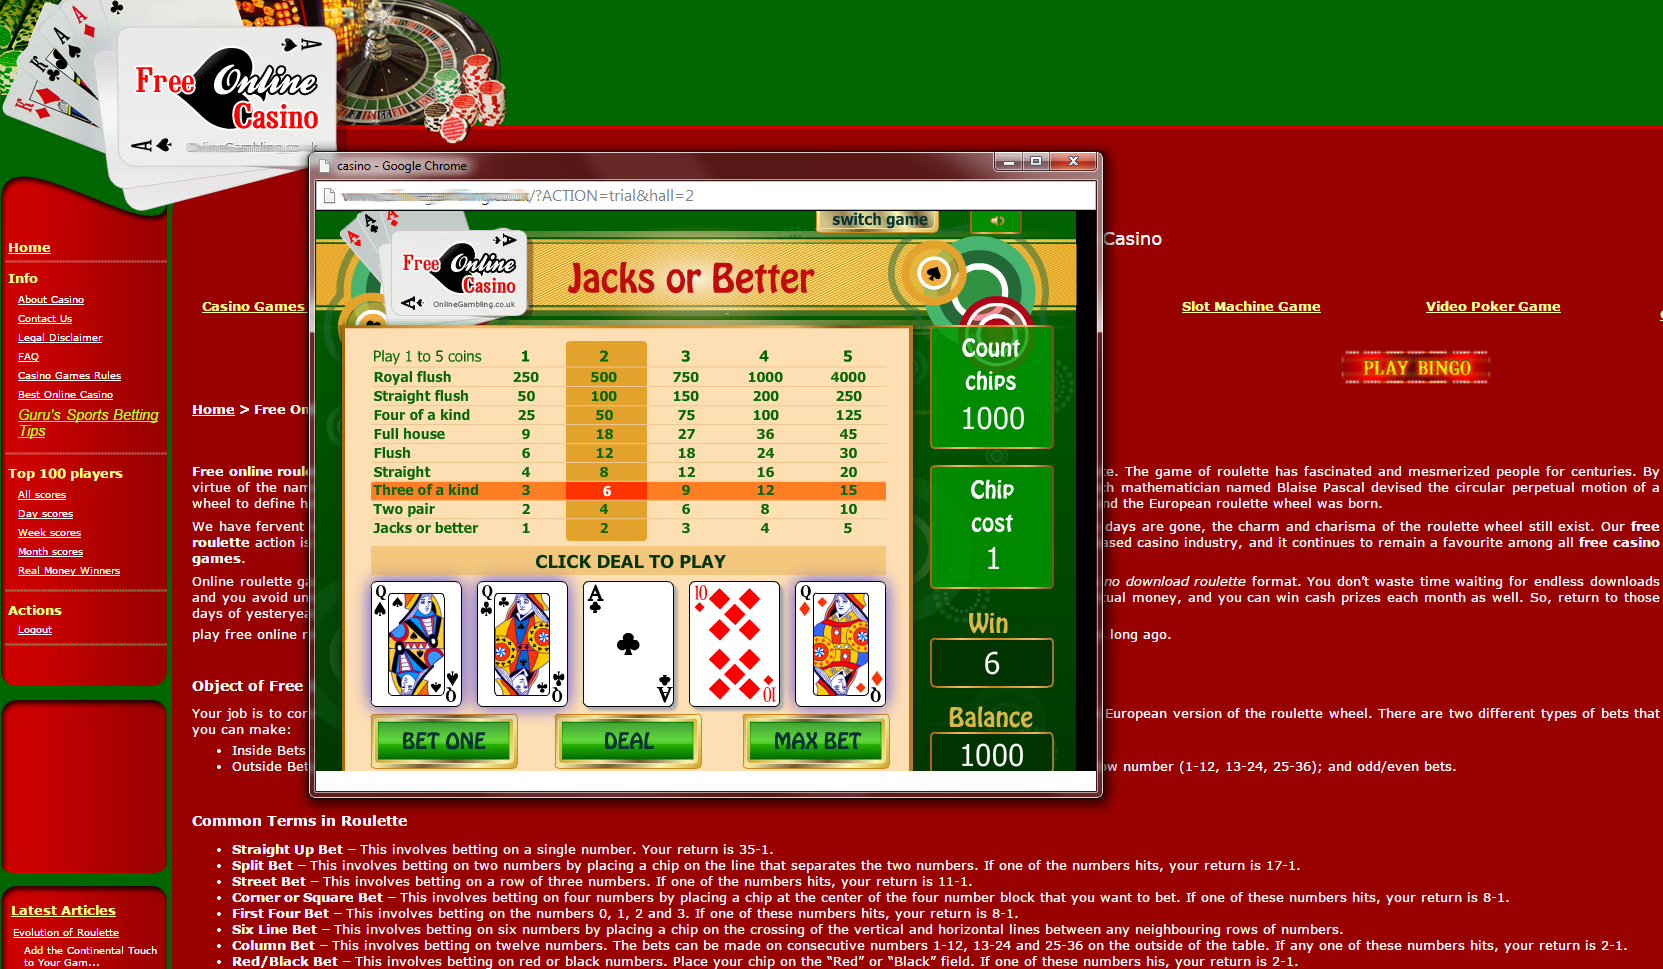 Free Online
Casino
OnlineGambling.co.uk
Home
Info
About Casino
Contact Us
Legal Disclaimer
FAQ
Casino Games Rules
Best Online Casino
Guru's Sports Betting
Tips
Top 100 players
All scores
Day scores
Week scores
Month scores
Real Money Winners
Actions
Logout
Latest Articles
Evolution of Roulette
Add the Continental Touch
to Your Gam...
casino - Google Chrome
/?ACTION=trial&hall=2
switch game
Free Online
Casino
OnlineGambling.co.uk
Jacks or Better
Play 1 to 5 coins 1 2 3 4 5
Royal flush 250 500 750 1000 4000
Straight flush 50 100 150 200 250
Four of a kind 25 50 75 100 125
Full house 9 18 27 36 45
Flush 6 12 18 24 30
Straight 4 8 12 16 20
Three of a kind 3 6 9 12 15
Two pair 2 4 6 8 10
Jacks or better 1 2 3 4 5
CLICK DEAL TO PLAY
Q Q A 10 Q
Q Q A 10 Q
BET ONE DEAL MAX BET
Count
chips
1000
Chip
cost
1
Win
6
Balance
1000
Casino
Casino Games Slot Machine Game Video Poker Game
PLAY BINGO
Home > Free
Free online The game of roulette has fascinated and mesmerized people for centuries. By
virtue of the mathematician named Blaise Pascal devised the circular perpetual motion of a
wheel to define and the European roulette wheel was born.
We have fervent days are gone, the charm and charisma of the roulette wheel still exist. Our free
roulette action casino industry, and it continues to remain a favourite among all free casino
games.
Online roulette no download roulette format. You don't waste time waiting for endless downloads
and you avoid money, and you can win cash prizes each month as well. So, return to those
days of
play free online long ago.
Object of Free
Your job is to European version of the roulette wheel. There are two different types of bets that
you can make:
• Inside Bets
• Outside number (1-12, 13-24, 25-36); and odd/even bets.
Common Terms in Roulette
• Straight Up Bet – This involves betting on a single number. Your return is 35-1.
• Split Bet – This involves betting on two numbers by placing a chip on the line that separates the two numbers. If one of the numbers hits, your return is 17-1.
• Street Bet – This involves betting on a row of three numbers. If one of the numbers hits, your return is 11-1.
• Corner or Square Bet – This involves betting on four numbers by placing a chip at the center of the four number block that you want to bet. If one of these numbers hits, your return is 8-1.
• First Four Bet – This involves betting on the numbers 0, 1, 2 and 3. If one of these numbers hits, your return is 8-1.
• Six Line Bet – This involves betting on six numbers by placing a chip on the crossing of the vertical and horizontal lines between any neighbouring rows of numbers.
• Column Bet – This involves betting on twelve numbers. The bets can be made on consecutive numbers 1-12, 13-24 and 25-36 on the outside of the table. If any one of these numbers hits, your return is 2-1.
• Red/Black Bet – This involves betting on red or black numbers. Place your chip on the “Red” or “Black” field. If one of these numbers his, your return is 2-1.